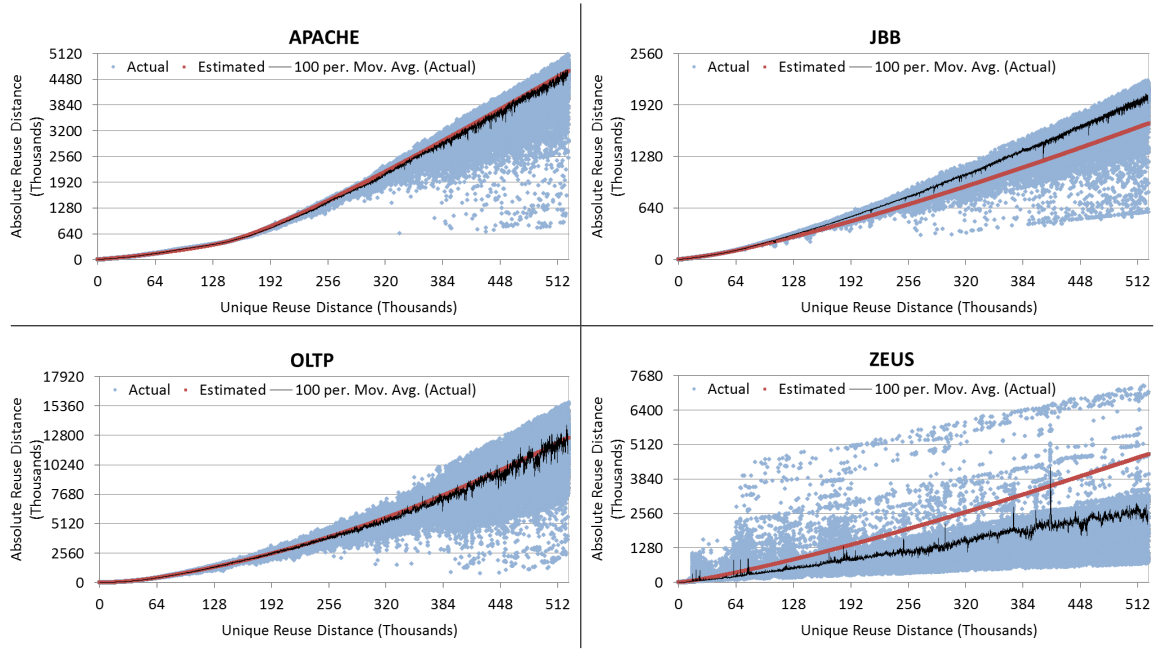 APACHE
Absolute Reuse Distance
(Thousands)
5120
4480
3840
3200
2560
1920
1280
640
0
Actual Estimated 100 per. Mov. Avg. (Actual)
0 64 128 192 256 320 384 448 512
Unique Reuse Distance (Thousands)
JBB
Absolute Reuse Distance
(Thousands)
2560
1920
1280
640
0
Actual Estimated 100 per. Mov. Avg. (Actual)
0 64 128 192 256 320 384 448 512
Unique Reuse Distance (Thousands)
OLTP
Absolute Reuse Distance
(Thousands)
17920
15360
12800
10240
7680
5120
2560
0
Actual Estimated 100 per. Mov. Avg. (Actual)
0 64 128 192 256 320 384 448 512
Unique Reuse Distance (Thousands)
ZEUS
Absolute Reuse Distance
(Thousands)
7680
6400
5120
3840
2560
1280
0
Actual Estimated 100 per. Mov. Avg. (Actual)
0 64 128 192 256 320 384 448 512
Unique Reuse Distance (Thousands)